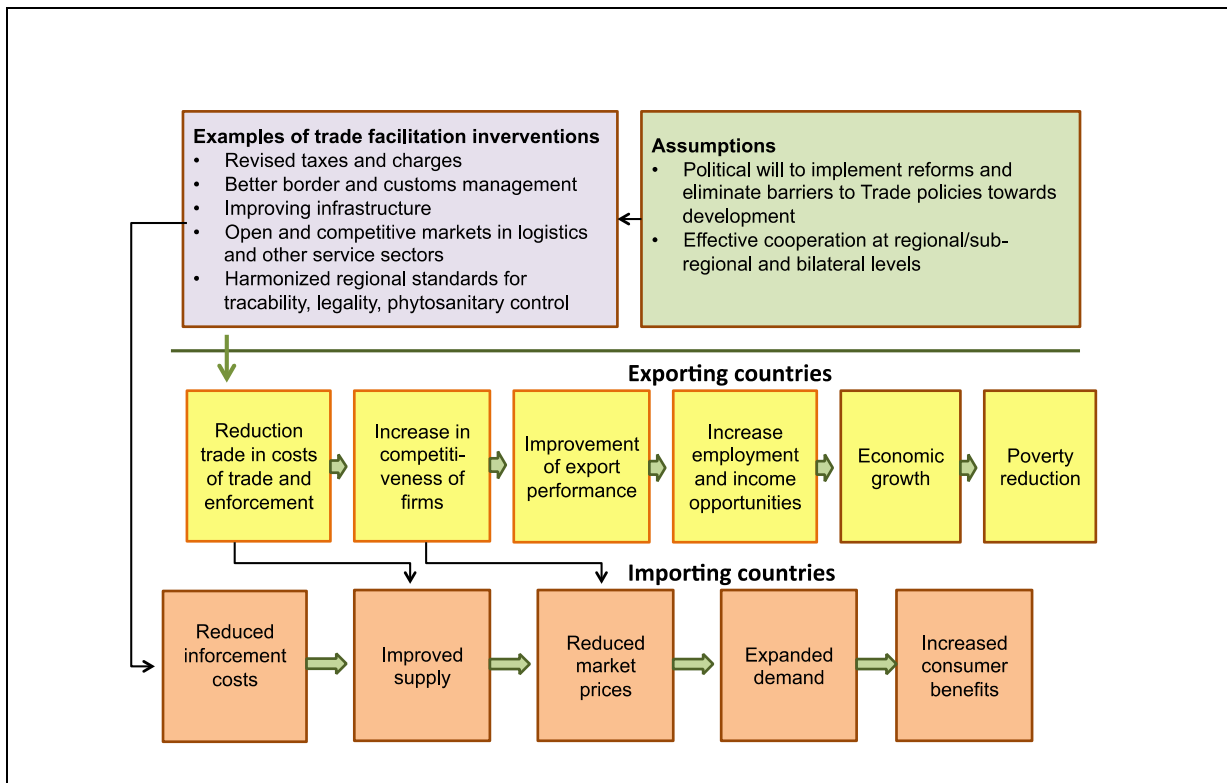 Examples of trade facilitation inverventions
• Revised taxes and charges
• Better border and customs management
• Improving infrastructure
• Open and competitive markets in logistics
and other service sectors
• Harmonized regional standards for
tracability, legality, phytosanitary control
Assumptions
• Political will to implement reforms and
eliminate barriers to Trade policies towards
development
• Effective cooperation at regional/sub-
regional and bilateral levels
Exporting countries
Reduction
trade in costs
of trade and
enforcement
Increase in
competiti-
veness of
firms
Improvement
of export
performance
Increase
employment
and income
opportunities
Economic
growth
Poverty
reduction
Importing countries
Reduced
inforcement
costs
Improved
supply
Reduced
market
prices
Expanded
demand
Increased
consumer
benefits